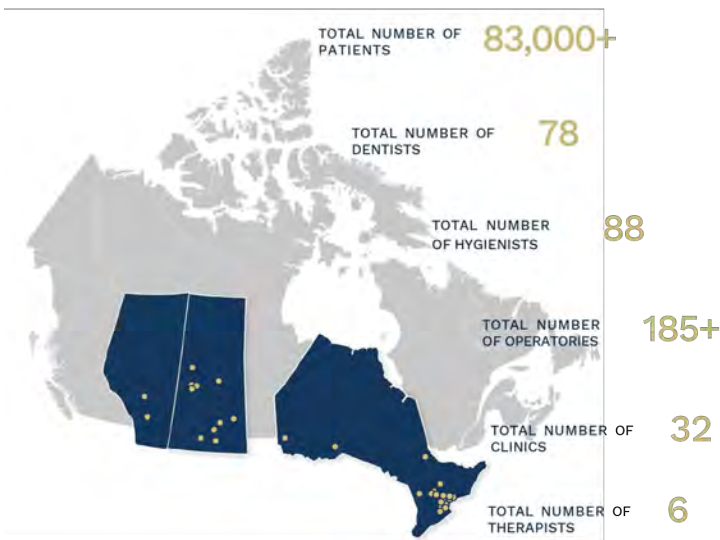 TOTAL NUMBER OF
PATIENTS
83,000+
TOTAL NUMBER OF
DENTISTS
78
TOTAL NUMBER
OF HYGIENISTS
88
TOTAL NUMBER
OF OPERATORIES
185+
TOTAL NUMBER OF
CLINICS
32
TOTAL NUMBER OF
THERAPISTS
6